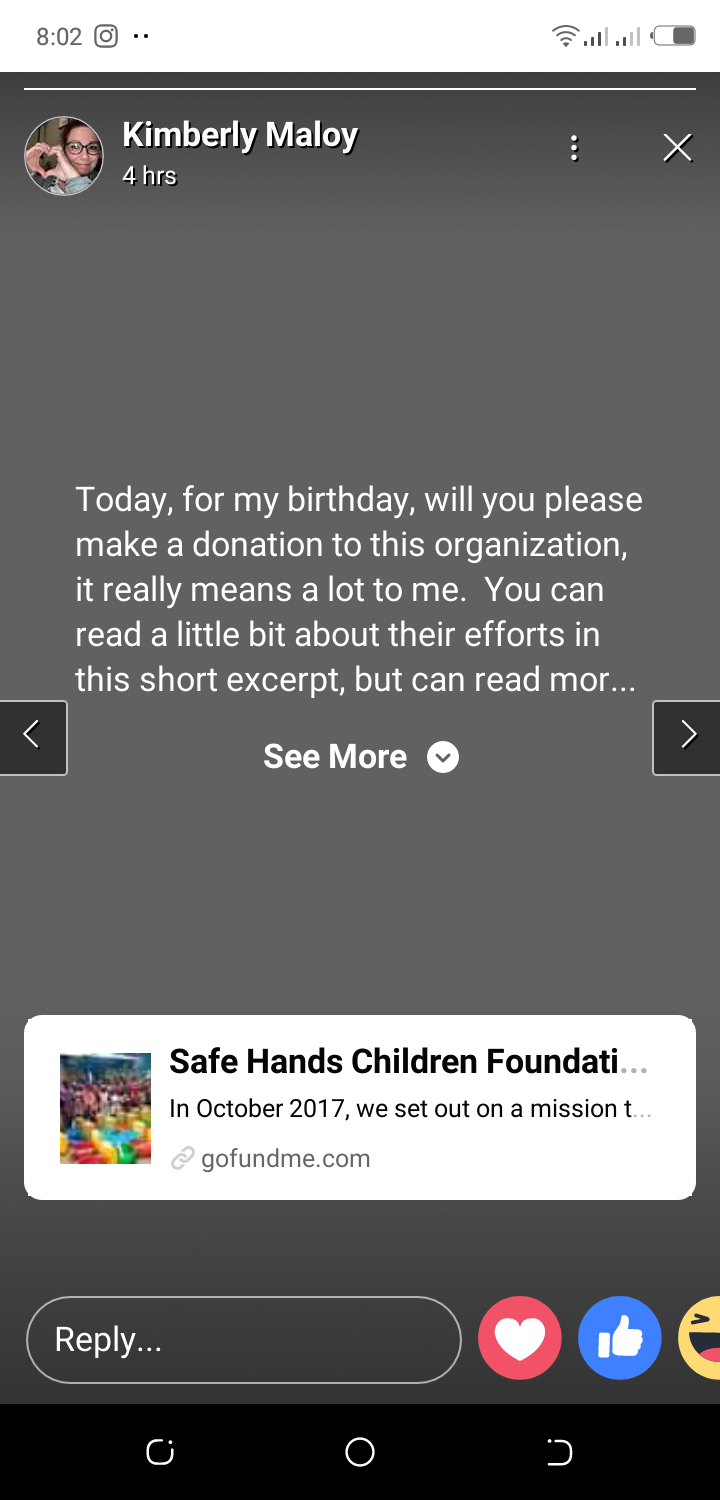 8:02
Kimberly Maloy
4 hrs
Today, for my birthday, will you please
make a donation to this organization,
it really means a lot to me.  You can
read a little bit about their efforts in
this short excerpt, but can read mor...
See More
Safe Hands Children Foundati...
In October 2017, we set out on a mission t...
gofundme.com
Reply...